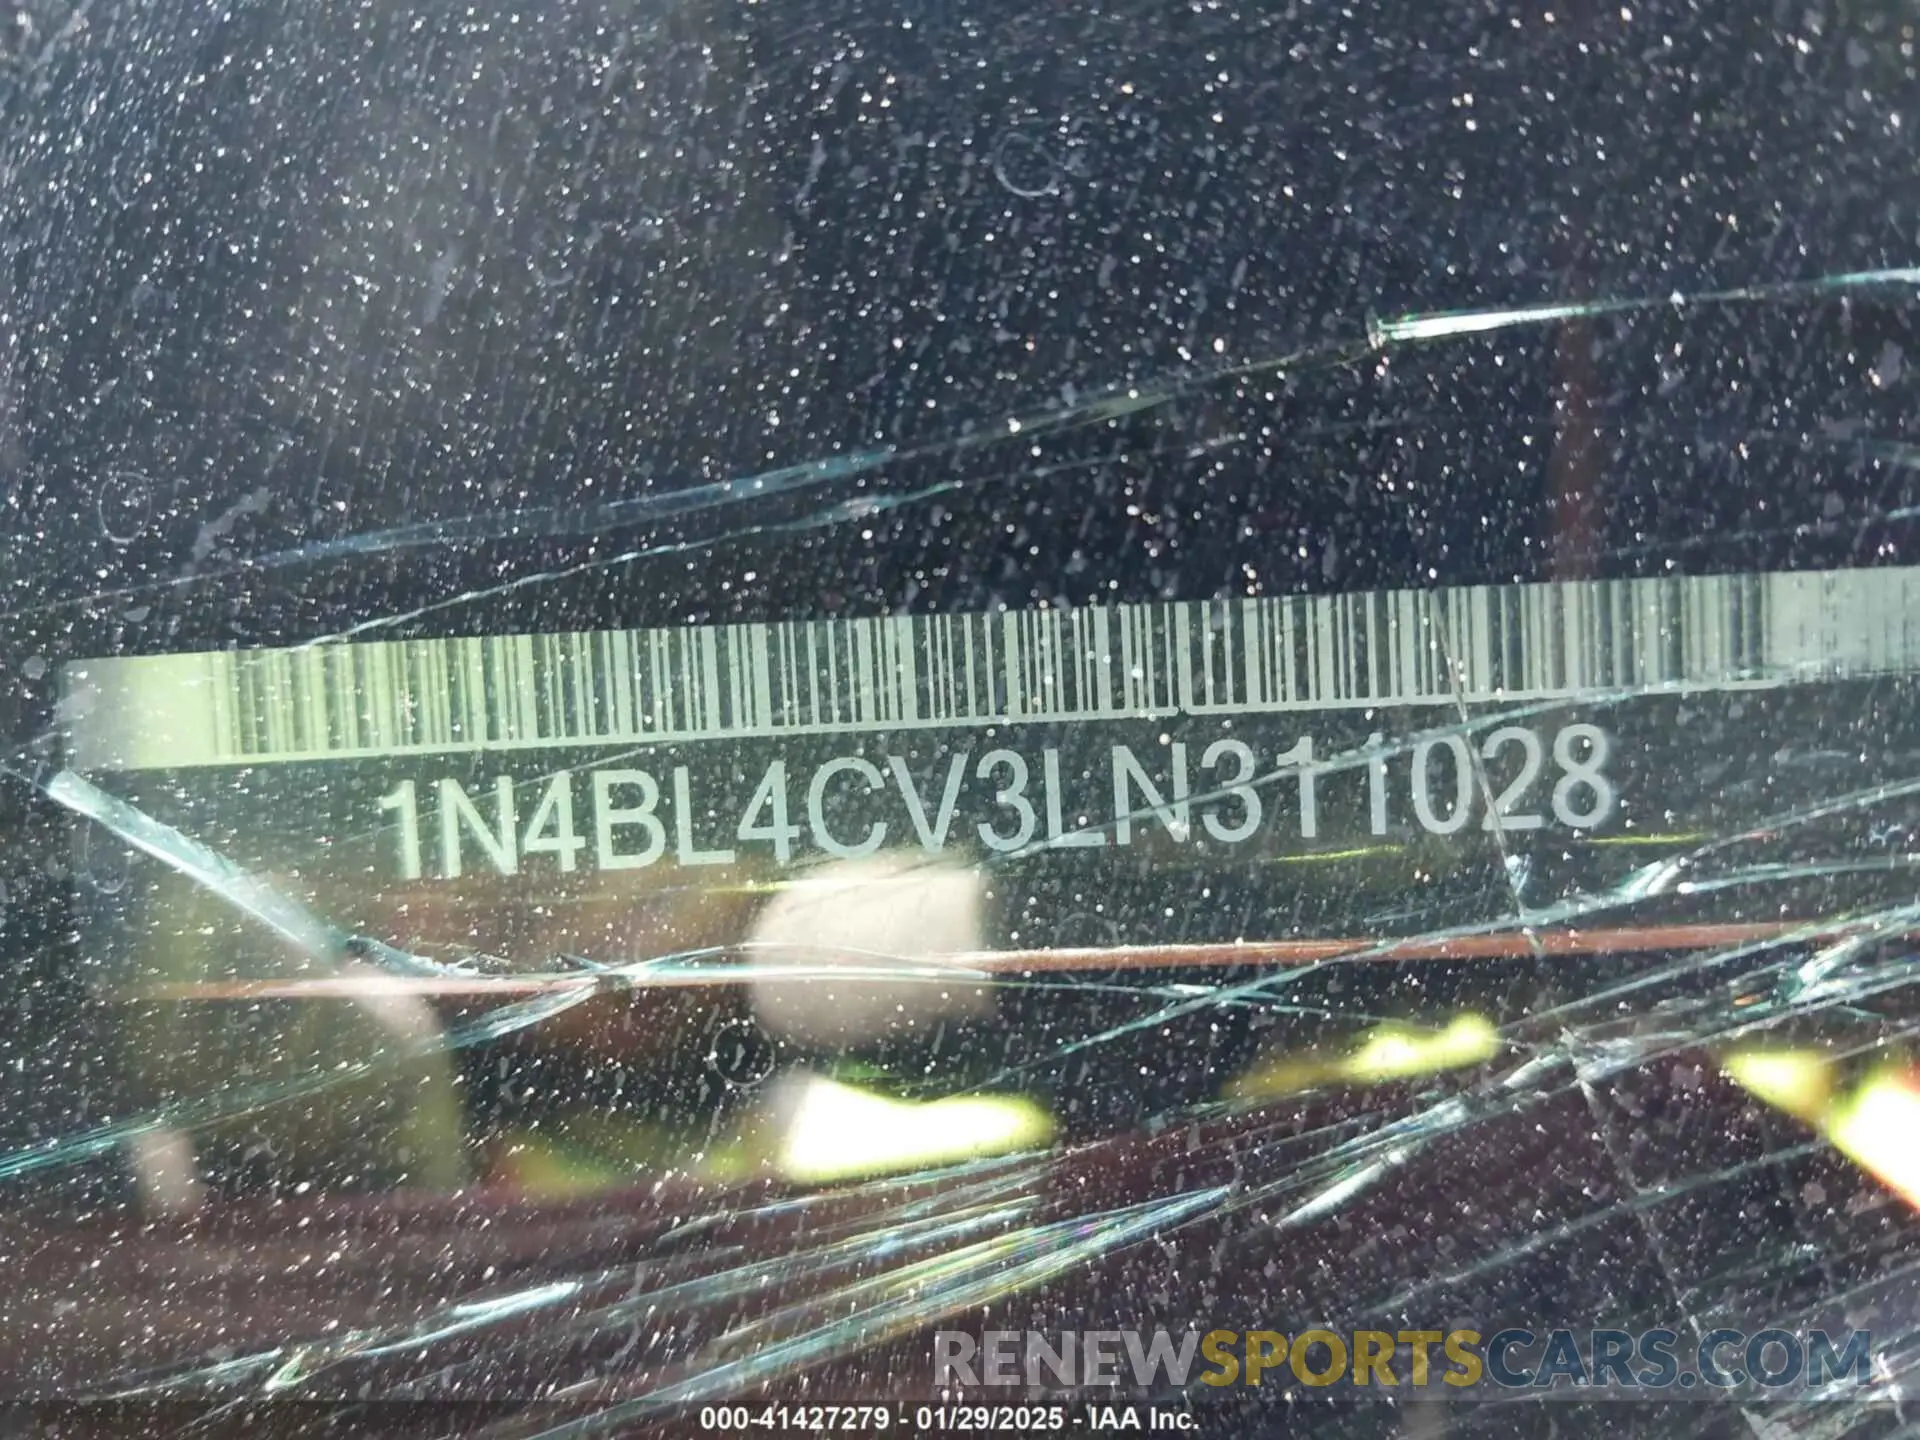 1N4BL4CV3LN311028
RENEWSPORTSCARS.COM
000-41427279 - 01/29/2025 - IAA Inc.